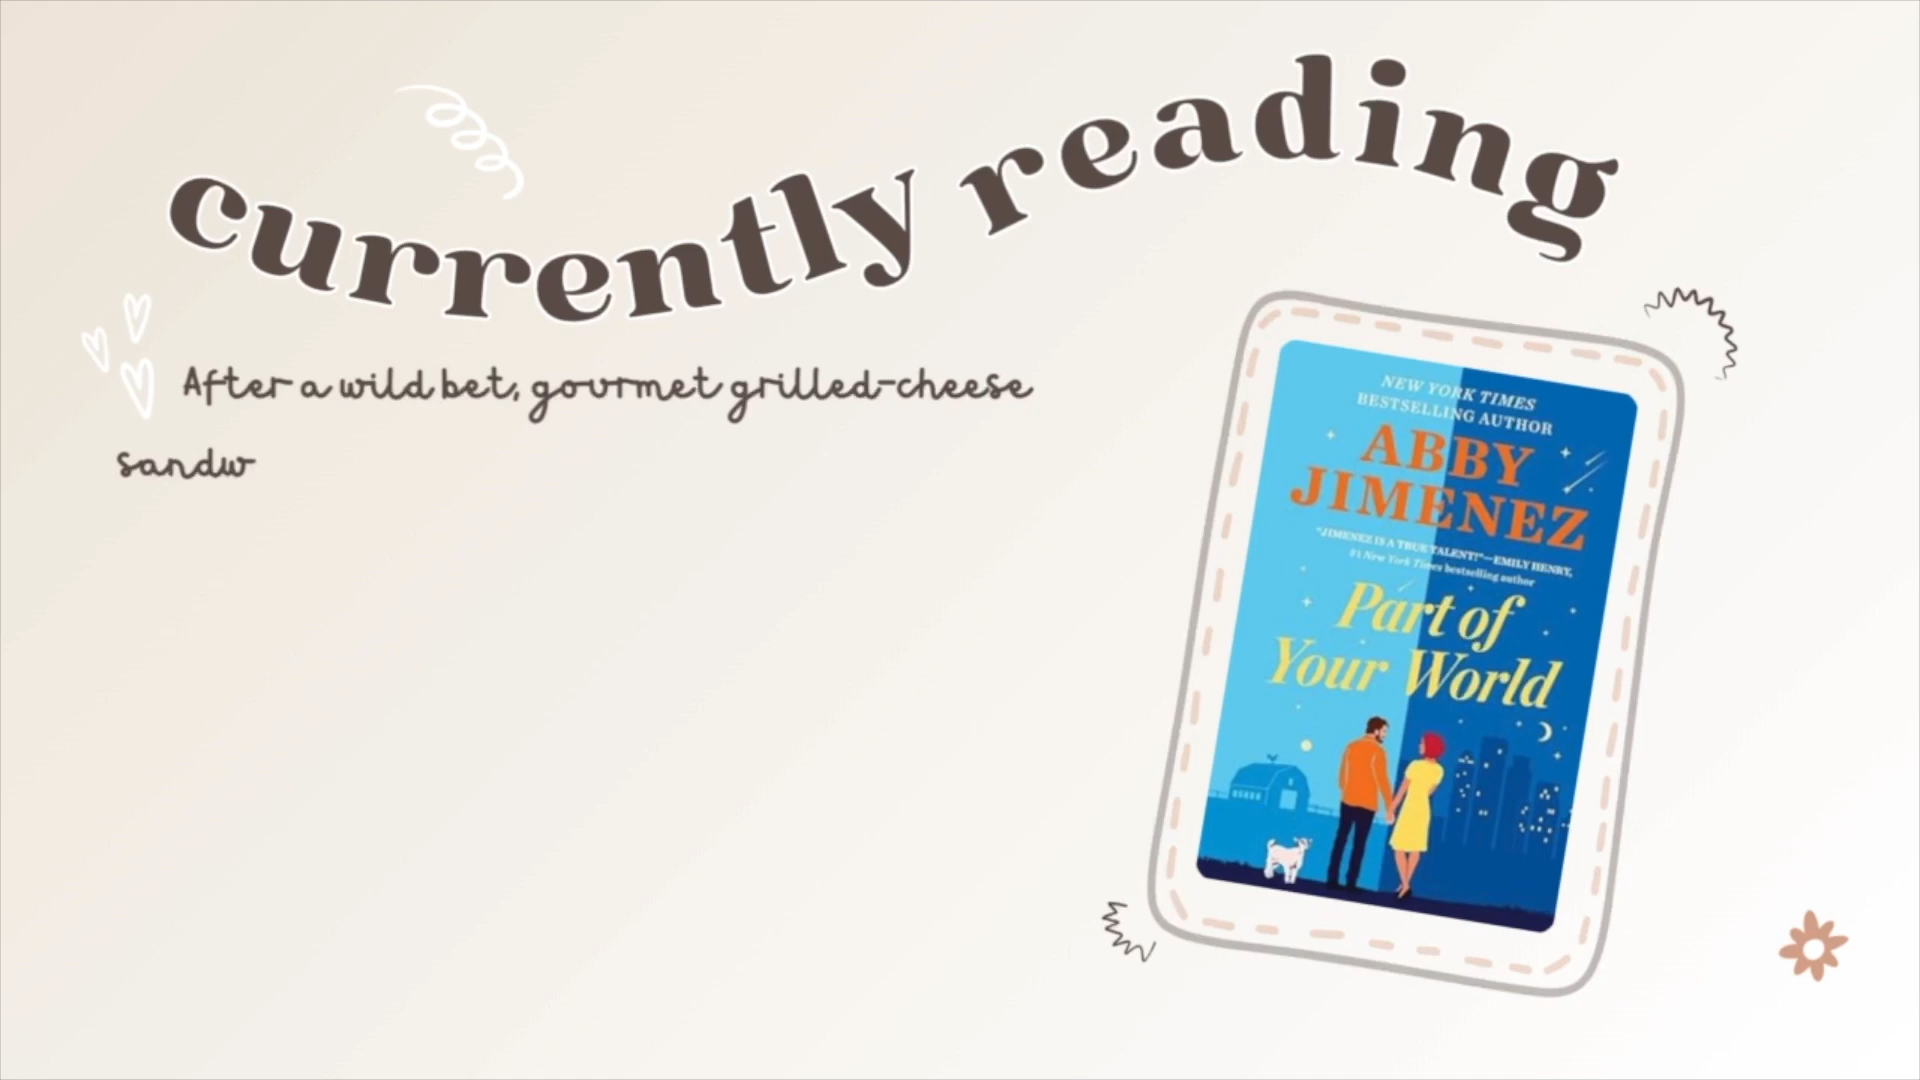 currently reading
After a wild bet, gourmet grilled-cheese
sandw
NEW YORK TIMES
BESTSELLING AUTHOR
ABBY
JIMENEZ
"JIMENEZ IS A TRUE TALENT!"—EMILY HENRY,
#1 New York Times bestselling author
Part of
Your World